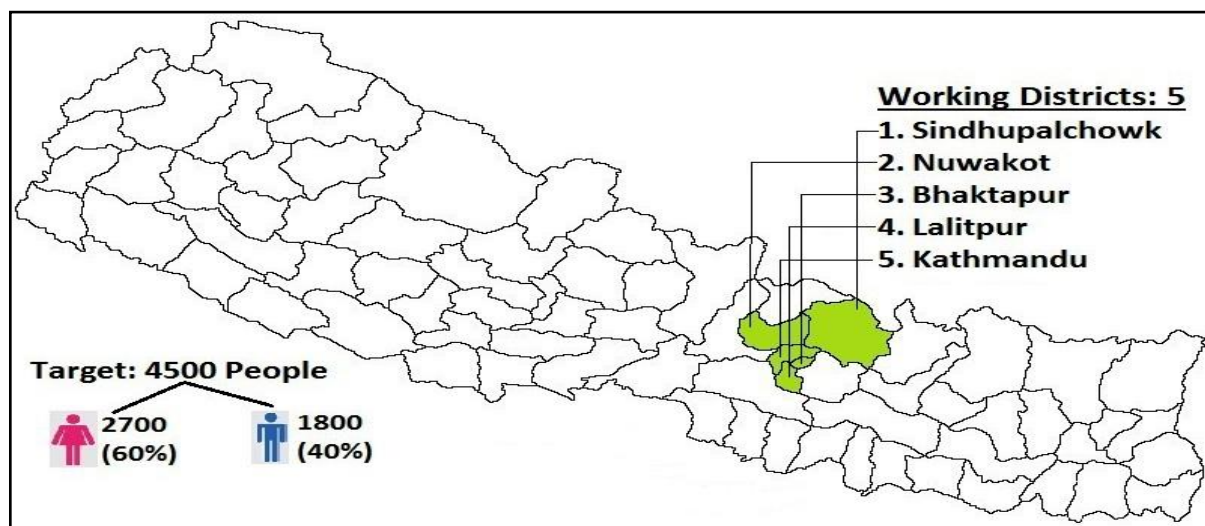 Working Districts: 5
1. Sindhupalchowk
2. Nuwakot
3. Bhaktapur
4. Lalitpur
5. Kathmandu
Target: 4500 People
2700
(60%)
1800
(40%)